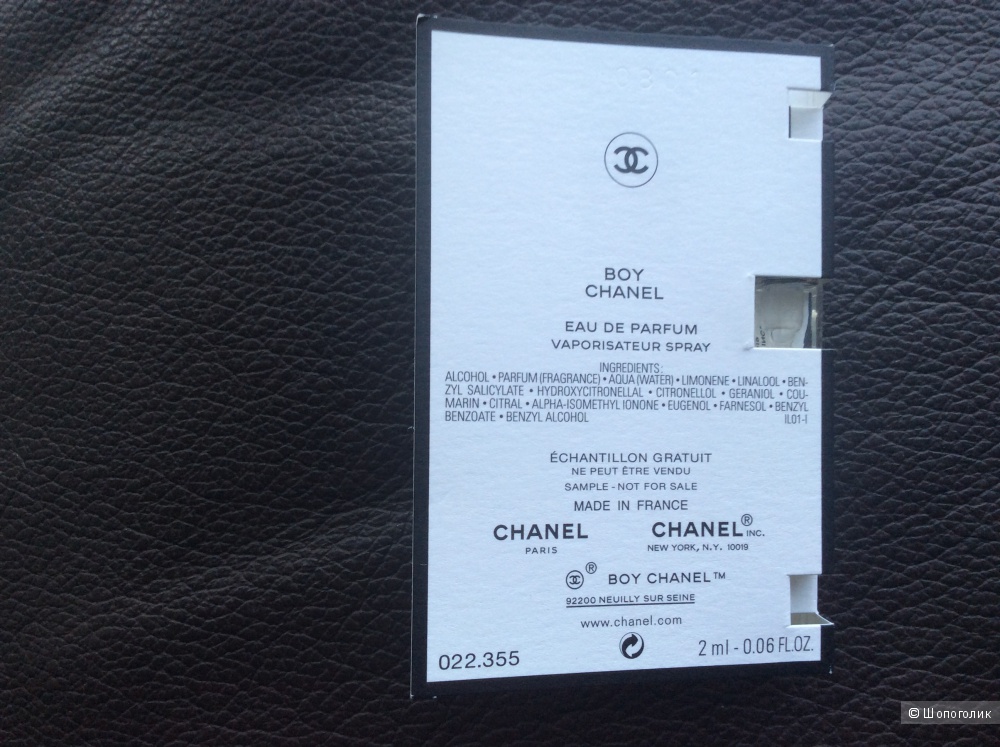 BOY
CHANEL
EAU DE PARFUM
VAPORISATEUR SPRAY
INGREDIENTS:
ALCOHOL • PARFUM (FRAGRANCE) • AQUA (WATER) • LIMONENE • LINALOOL • BEN-
ZYL SALICYLATE • HYDROXYCITRONELLAL • CITRONELLOL • GERANIOL • COU-
MARIN • CITRAL • ALPHA-ISOMETHYL IONONE • EUGENOL • FARNESOL • BENZYL
BENZOATE • BENZYL ALCOHOL IL01-I
ÉCHANTILLON GRATUIT
NE PEUT ÊTRE VENDU
SAMPLE - NOT FOR SALE
MADE IN FRANCE
CHANEL CHANEL® INC.
PARIS NEW YORK, N.Y. 10019
® BOY CHANEL™
92200 NEUILLY SUR SEINE
www.chanel.com
022.355 2 ml - 0.06 FL.OZ.
© Шопоголик